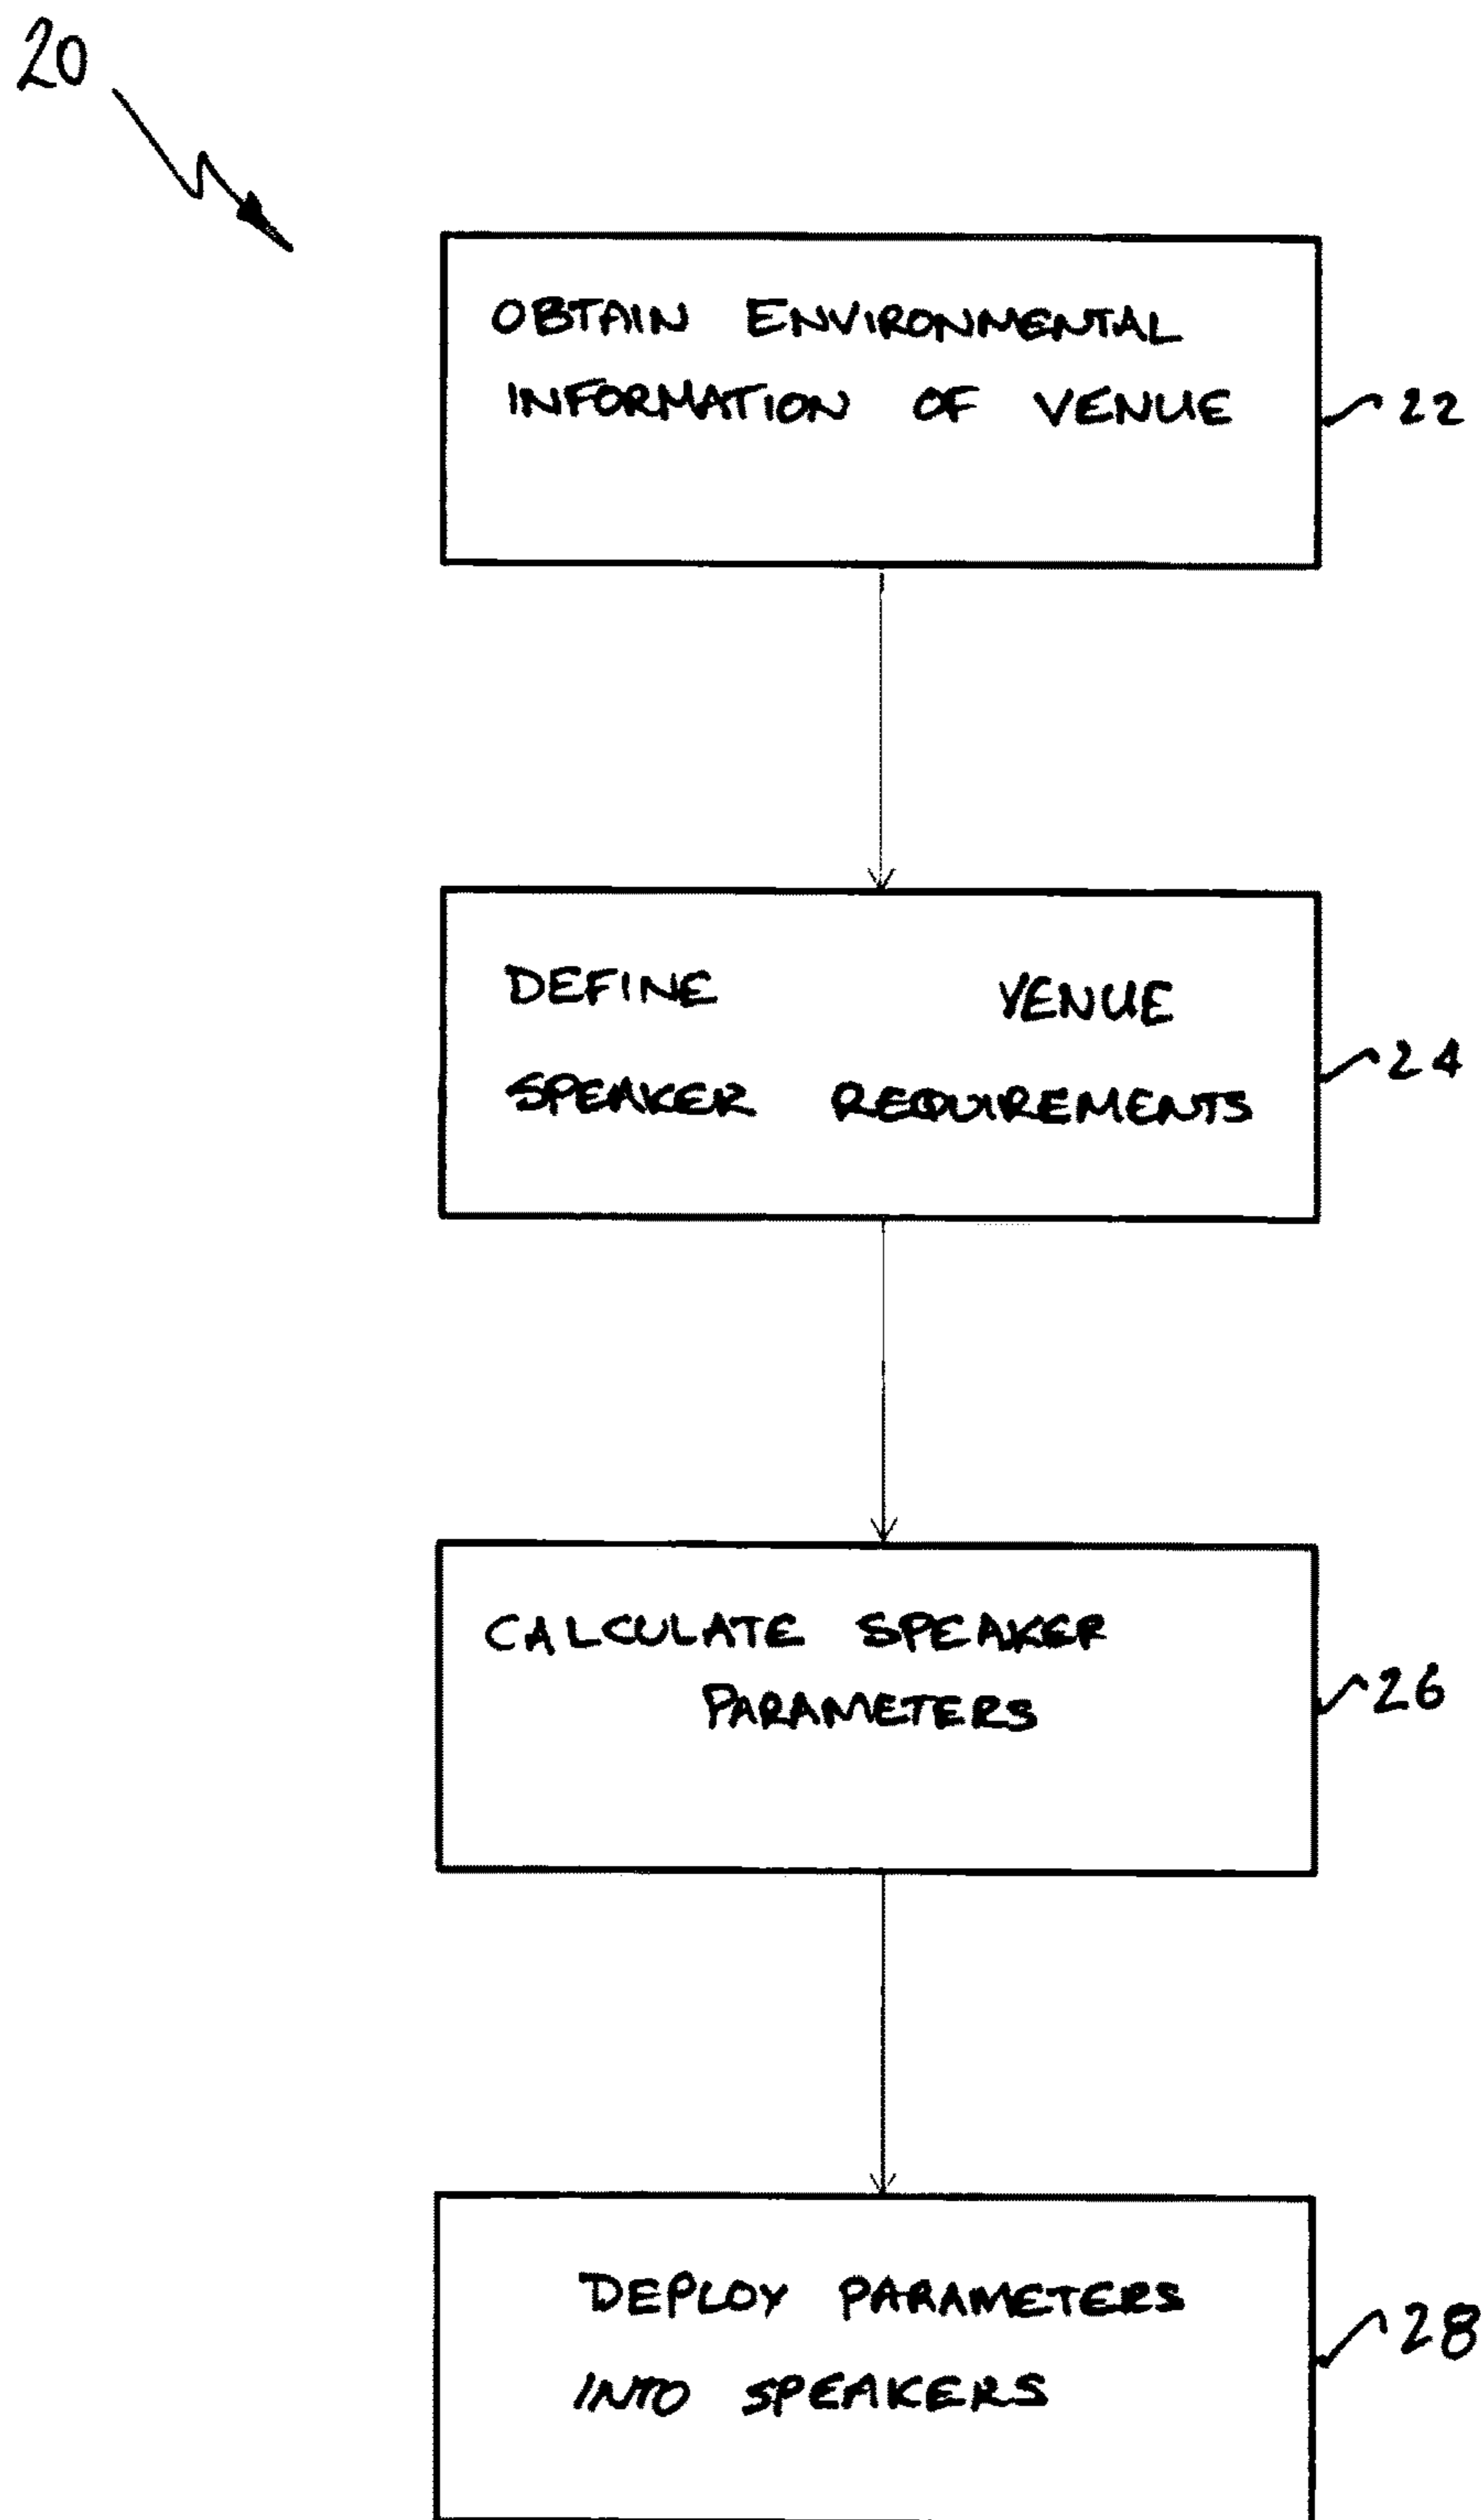 20
OBTAIN ENVIRONMENTAL
INFORMATION OF VENUE
22
DEFINE VENUE
SPEAKER REQUIREMENTS
24
CALCULATE SPEAKER
PARAMETERS
26
DEPLOY PARAMETERS
INTO SPEAKERS
28